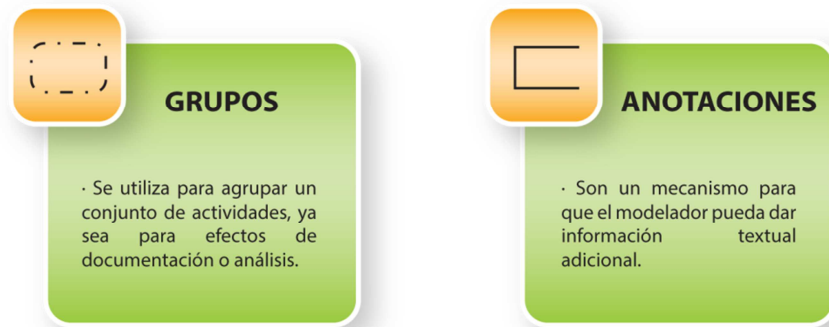 GRUPOS
· Se utiliza para agrupar un
conjunto de actividades, ya
sea para efectos de
documentación o análisis.
ANOTACIONES
· Son un mecanismo para
que el modelador pueda dar
información textual
adicional.